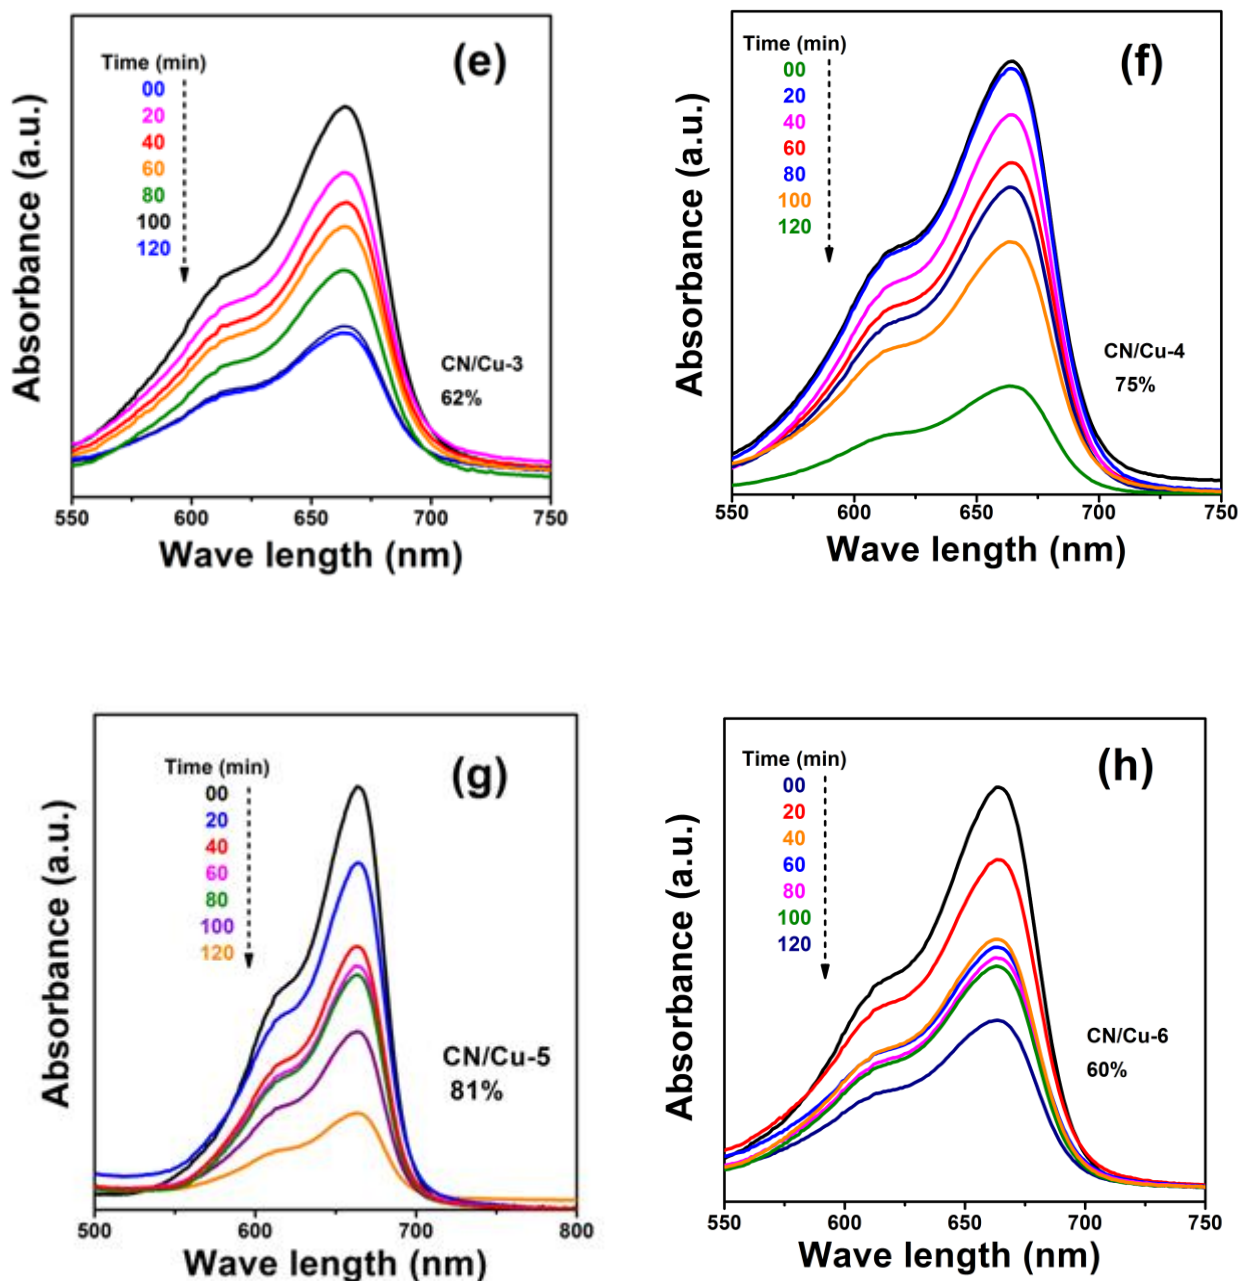 (e)
Time (min)
00
20
40
60
80
100
120
CN/Cu-3
62%
Absorbance (a.u.)
550 600 650 700 750
Wave length (nm)
(f)
Time (min)
00
20
40
60
80
100
120
CN/Cu-4
75%
Absorbance (a.u.)
550 600 650 700 750
Wave length (nm)
(g)
Time (min)
00
20
40
60
80
100
120
CN/Cu-5
81%
Absorbance (a.u.)
500 600 700 800
Wave length (nm)
(h)
Time (min)
00
20
40
60
80
100
120
CN/Cu-6
60%
Absorbance (a.u.)
550 600 650 700 750
Wave length (nm)